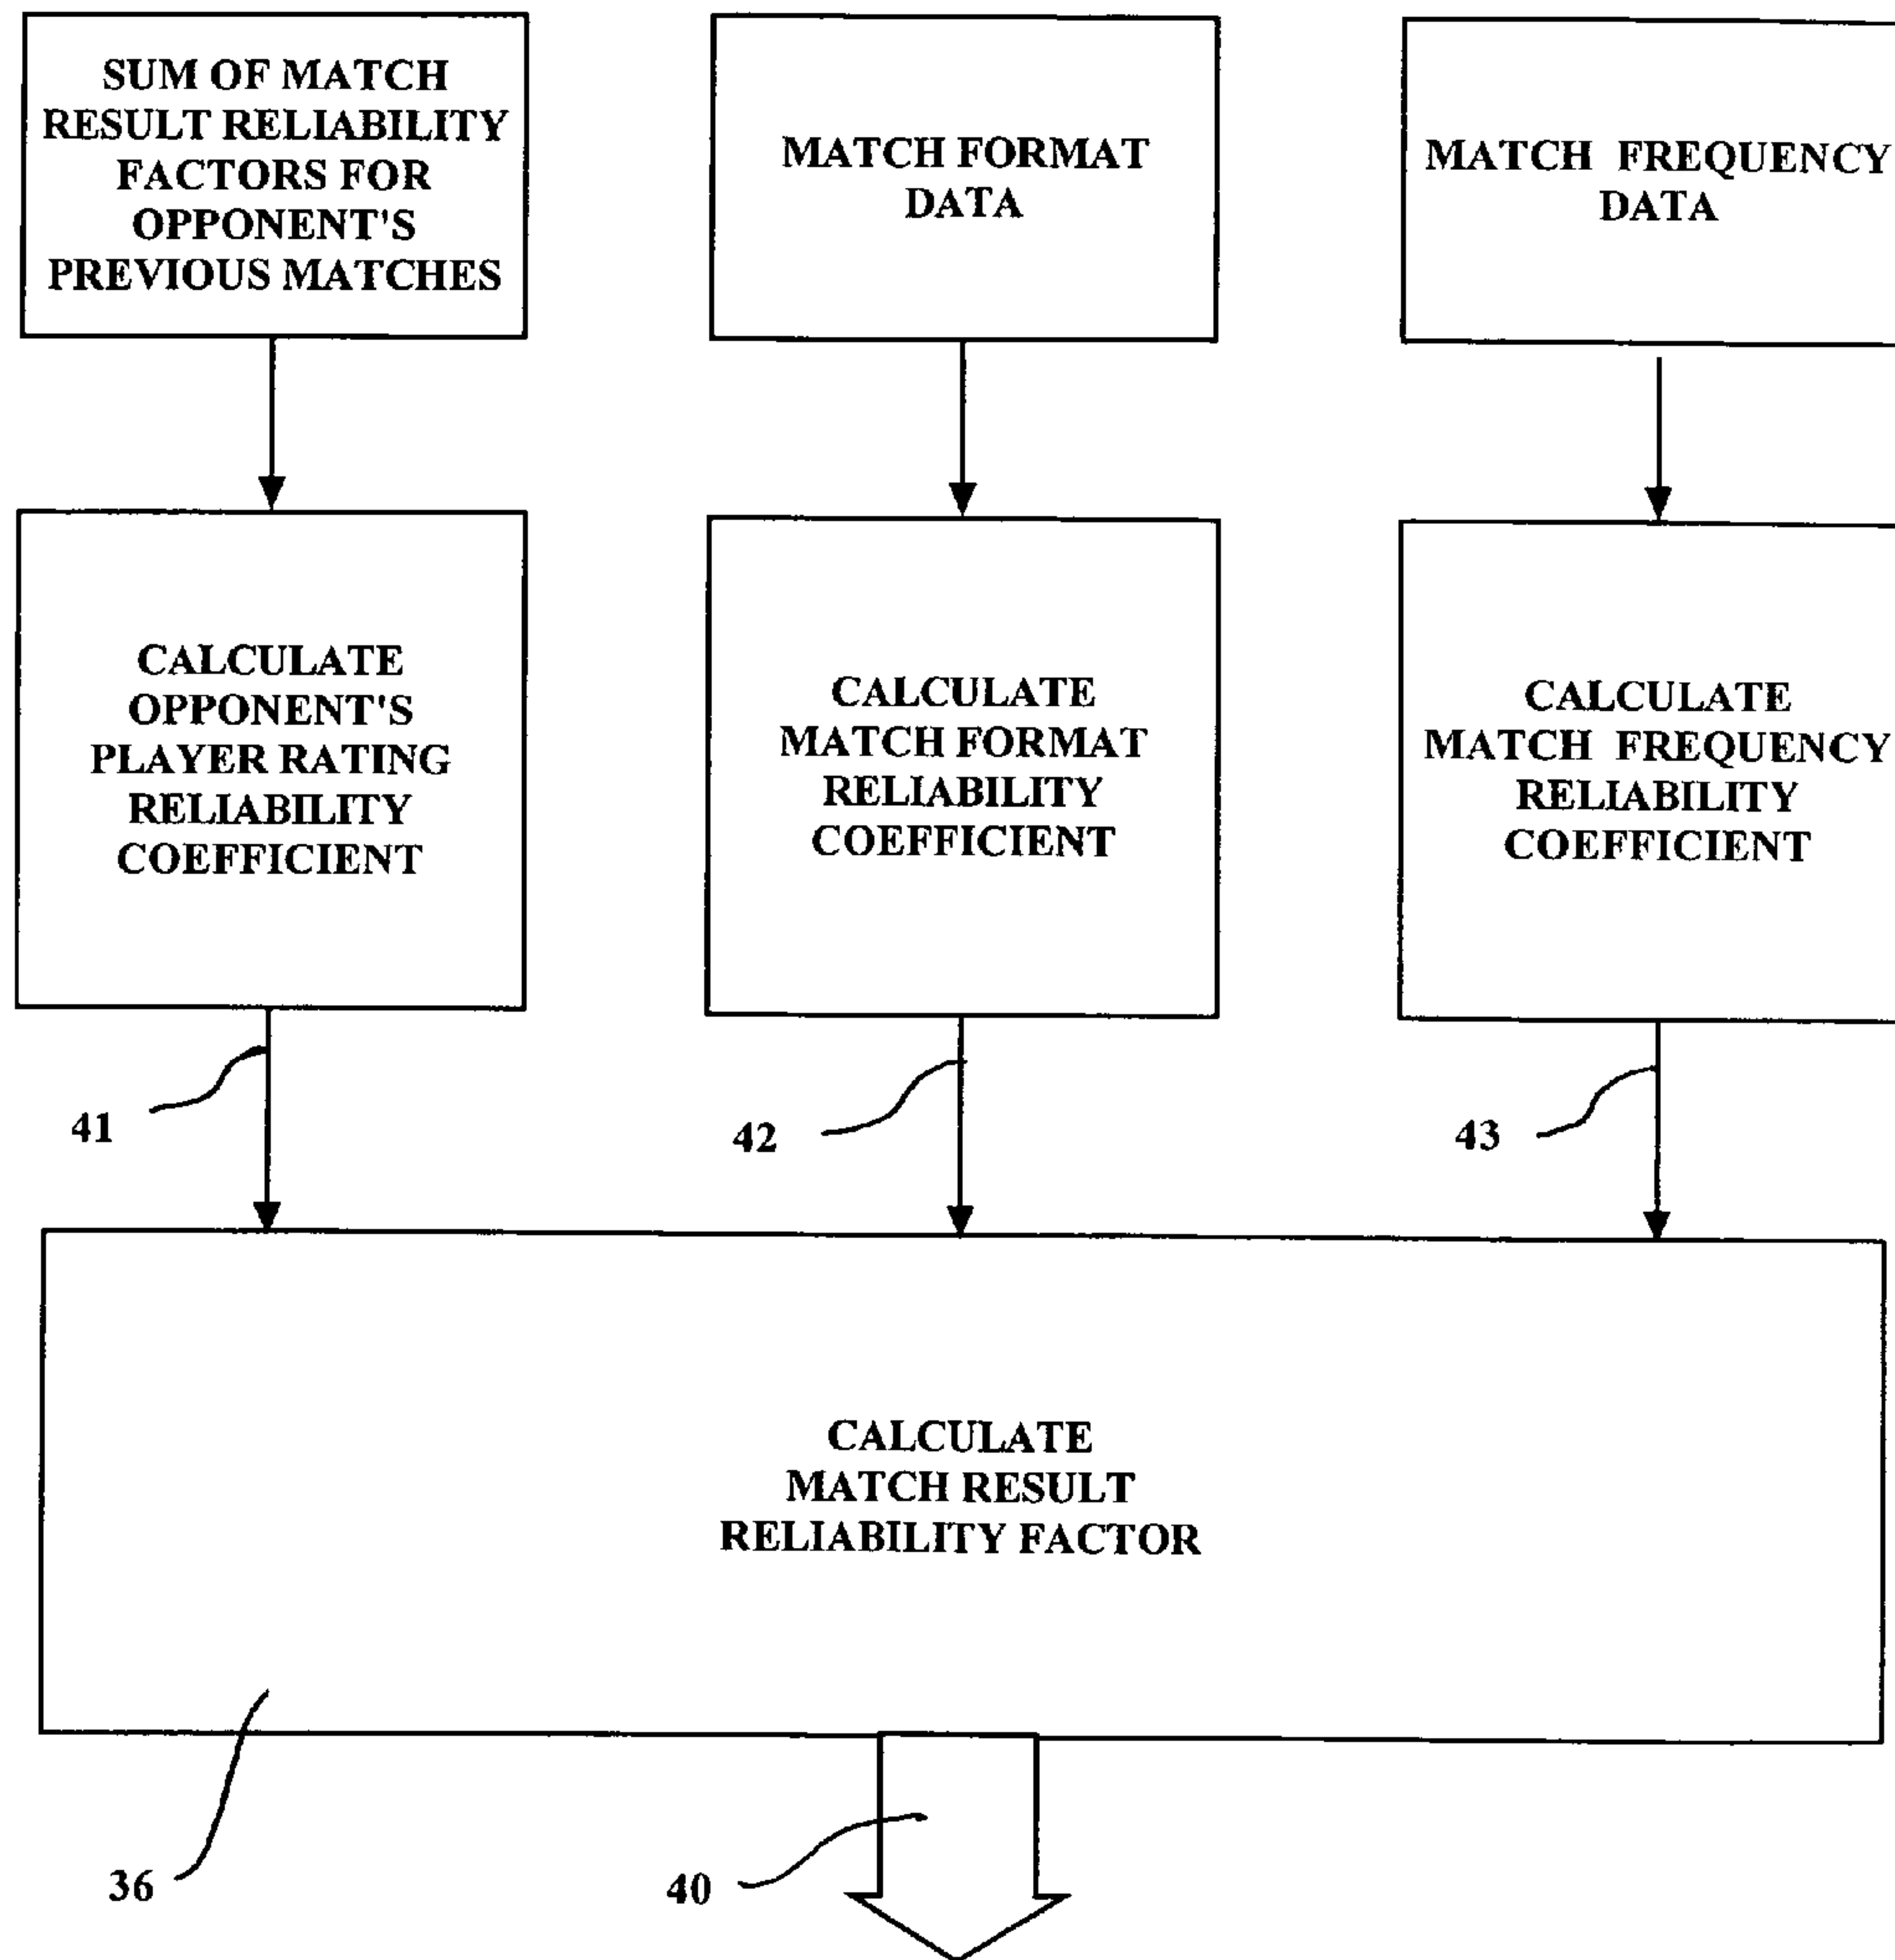 SUM OF MATCH
RESULT RELIABILITY
FACTORS FOR
OPPONENT'S
PREVIOUS MATCHES
MATCH FORMAT
DATA
MATCH FREQUENCY
DATA
CALCULATE
OPPONENT'S
PLAYER RATING
RELIABILITY
COEFFICIENT
CALCULATE
MATCH FORMAT
RELIABILITY
COEFFICIENT
CALCULATE
MATCH FREQUENCY
RELIABILITY
COEFFICIENT
41
42
43
CALCULATE
MATCH RESULT
RELIABILITY FACTOR
36
40